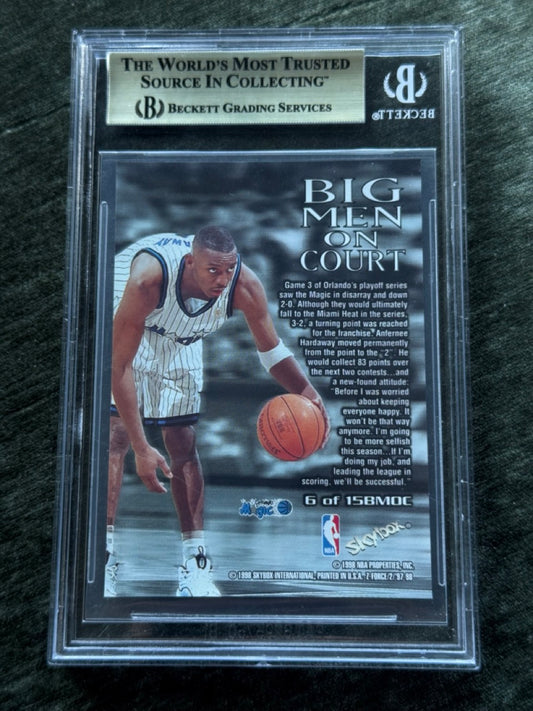 THE WORLD'S MOST TRUSTED
SOURCE IN COLLECTING™
B BECKETT GRADING SERVICES
B
BECKETT®
BIG
MEN
ON
COURT
Game 3 of Orlando's playoff series
saw the Magic in disarray and down
2-0. Although they would ultimately
fall to the Miami Heat in the series,
3-2, a turning point was reached
for the franchise. Anfernee
Hardaway moved permanently
from the point to the "2". He
would collect 83 points over
the next two contests...and
a new-found attitude:
"Before I was worried
about keeping
everyone happy. It
won't be that way
anymore. I'm going
to be more selfish
this season...If I'm
doing my job, and
leading the league in
scoring, we'll be successful."
6 of 15BMOC
Magic
NBA
SkyBox®
© 1998 NBA PROPERTIES, INC.
© 1998 SKYBOX INTERNATIONAL, PRINTED IN U.S.A. Z FORCE/2/'97-98